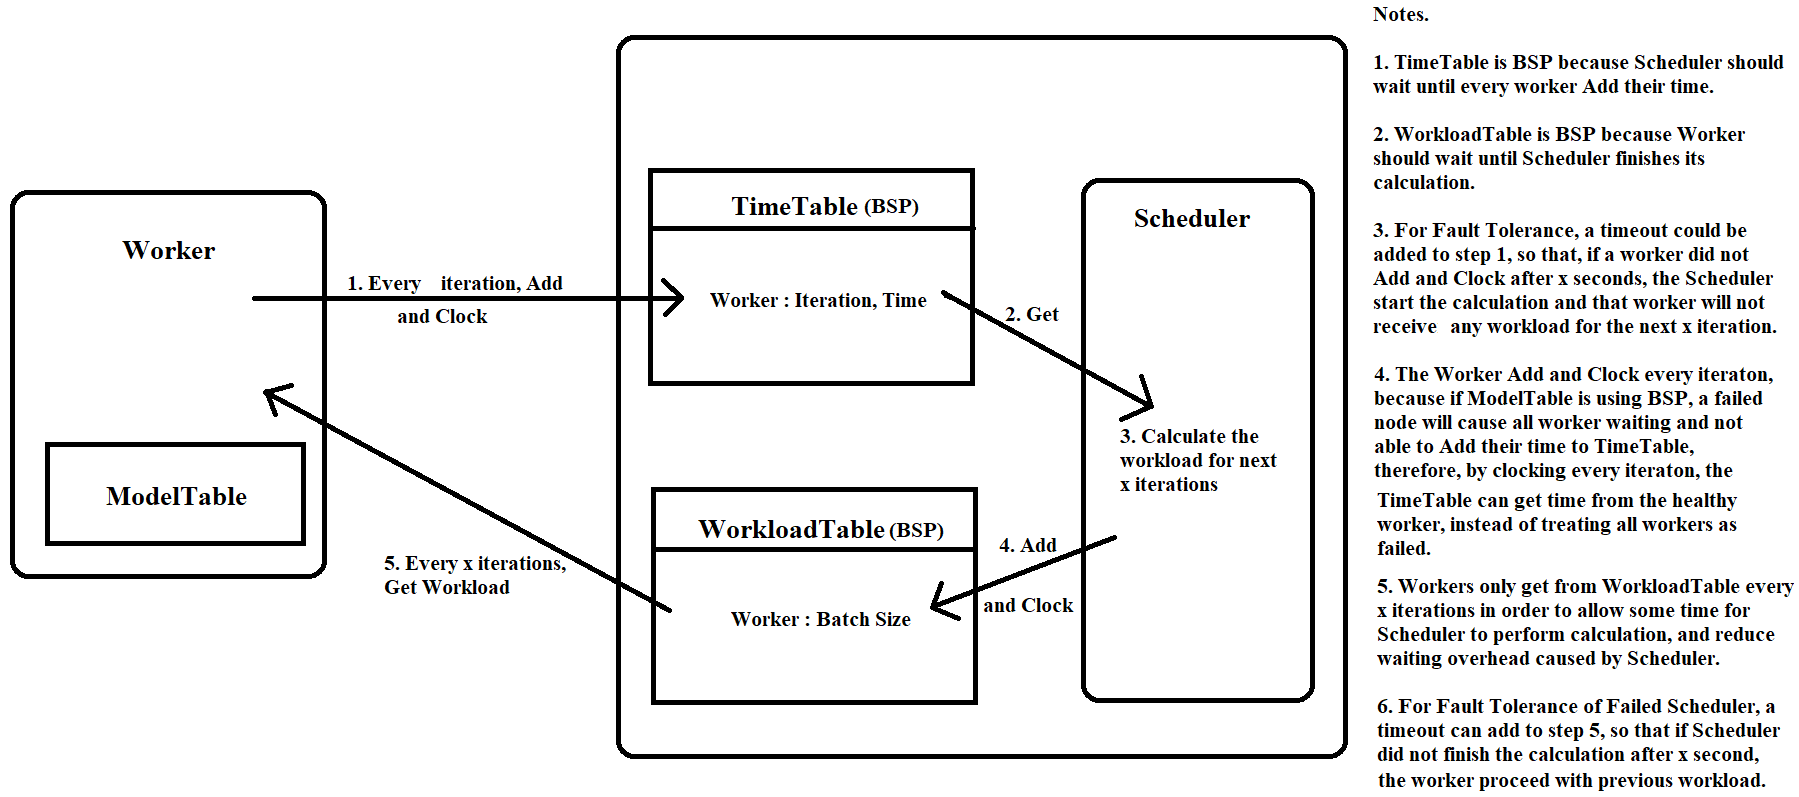 Worker
ModelTable
1. Every iteration, Add
and Clock
TimeTable (BSP)
Worker : Iteration, Time
2. Get
Scheduler
3. Calculate the
workload for next
x iterations
4. Add
and Clock
WorkloadTable (BSP)
Worker : Batch Size
5. Every x iterations,
Get Workload
Notes.
1. TimeTable is BSP because Scheduler should
wait until every worker Add their time.
2. WorkloadTable is BSP because Worker
should wait until Scheduler finishes its
calculation.
3. For Fault Tolerance, a timeout could be
added to step 1, so that, if a worker did not
Add and Clock after x seconds, the Scheduler
start the calculation and that worker will not
receive any workload for the next x iteration.
4. The Worker Add and Clock every iteraton,
because if ModelTable is using BSP, a failed
node will cause all worker waiting and not
able to Add their time to TimeTable,
therefore, by clocking every iteraton, the
TimeTable can get time from the healthy
worker, instead of treating all workers as
failed.
5. Workers only get from WorkloadTable every
x iterations in order to allow some time for
Scheduler to perform calculation, and reduce
waiting overhead caused by Scheduler.
6. For Fault Tolerance of Failed Scheduler, a
timeout can add to step 5, so that if Scheduler
did not finish the calculation after x second,
the worker proceed with previous workload.